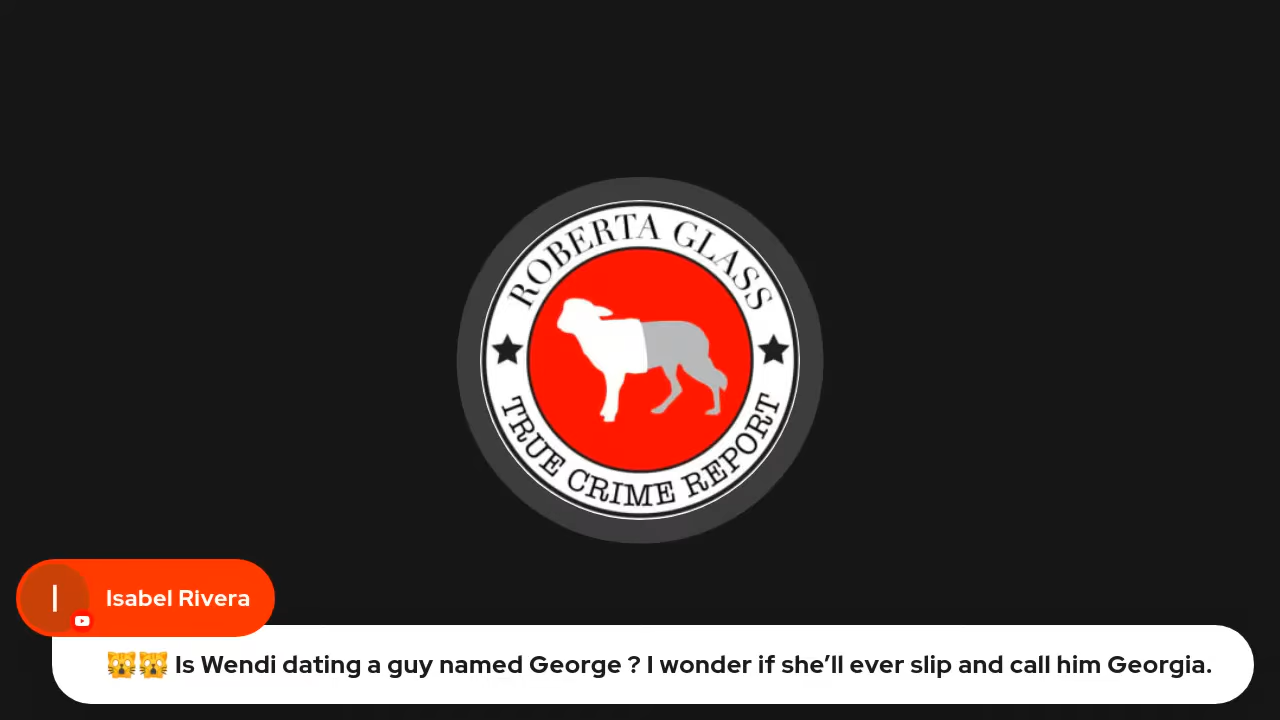 ROBERTA GLASS
TRUE CRIME REPORT
I
Isabel Rivera
🙀🙀 Is Wendi dating a guy named George ? I wonder if she’ll ever slip and call him Georgia.